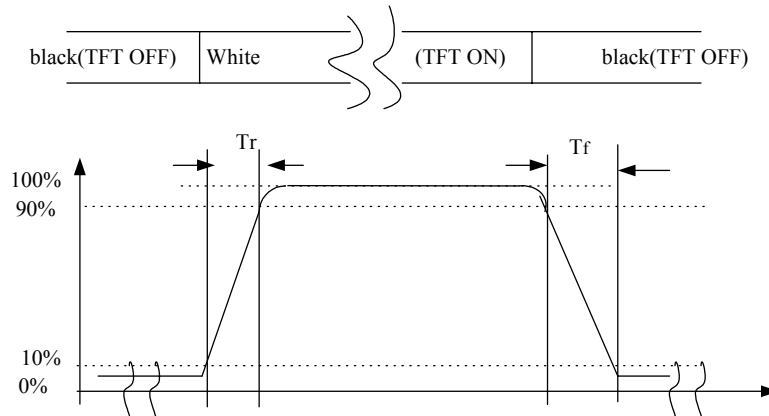 black(TFT OFF) White (TFT ON) black(TFT OFF)
Tr Tf
100%
90%
10%
0%